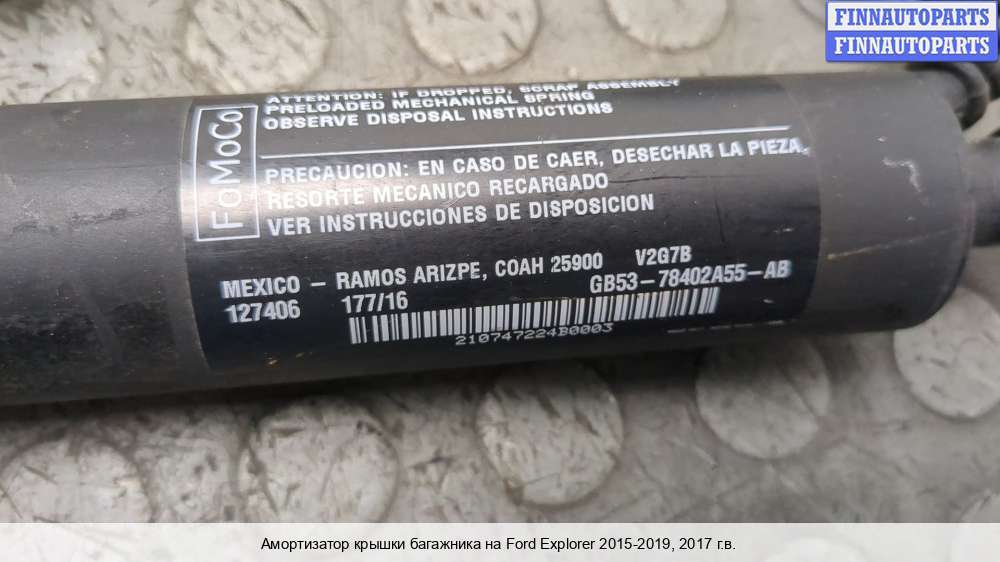 FINNAUTOPARTS
FINNAUTOPARTS
FoMoCo
ATTENTION: IF DROPPED, SCRAP ASSEMBLY
PRELOADED MECHANICAL SPRING
OBSERVE DISPOSAL INSTRUCTIONS
PRECAUCION: EN CASO DE CAER, DESECHAR LA PIEZA,
RESORTE MECANICO RECARGADO
VER INSTRUCCIONES DE DISPOSICION
MEXICO – RAMOS ARIZPE, COAH 25900 V2G7B
127406 177/16 GB53–78402A55–AB
210747224B0003
Амортизатор крышки багажника на Ford Explorer 2015-2019, 2017 г.в.